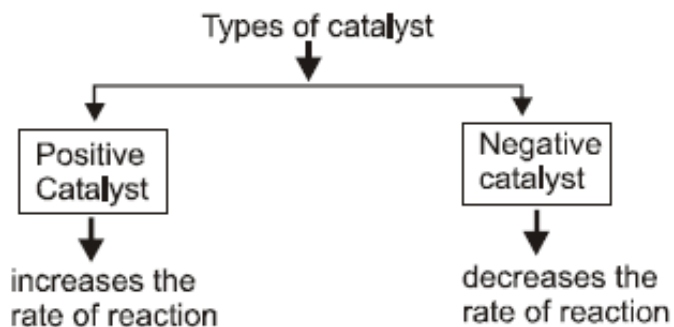 Types of catalyst
Positive
Catalyst
Negative
catalyst
increases the
rate of reaction
decreases the
rate of reaction